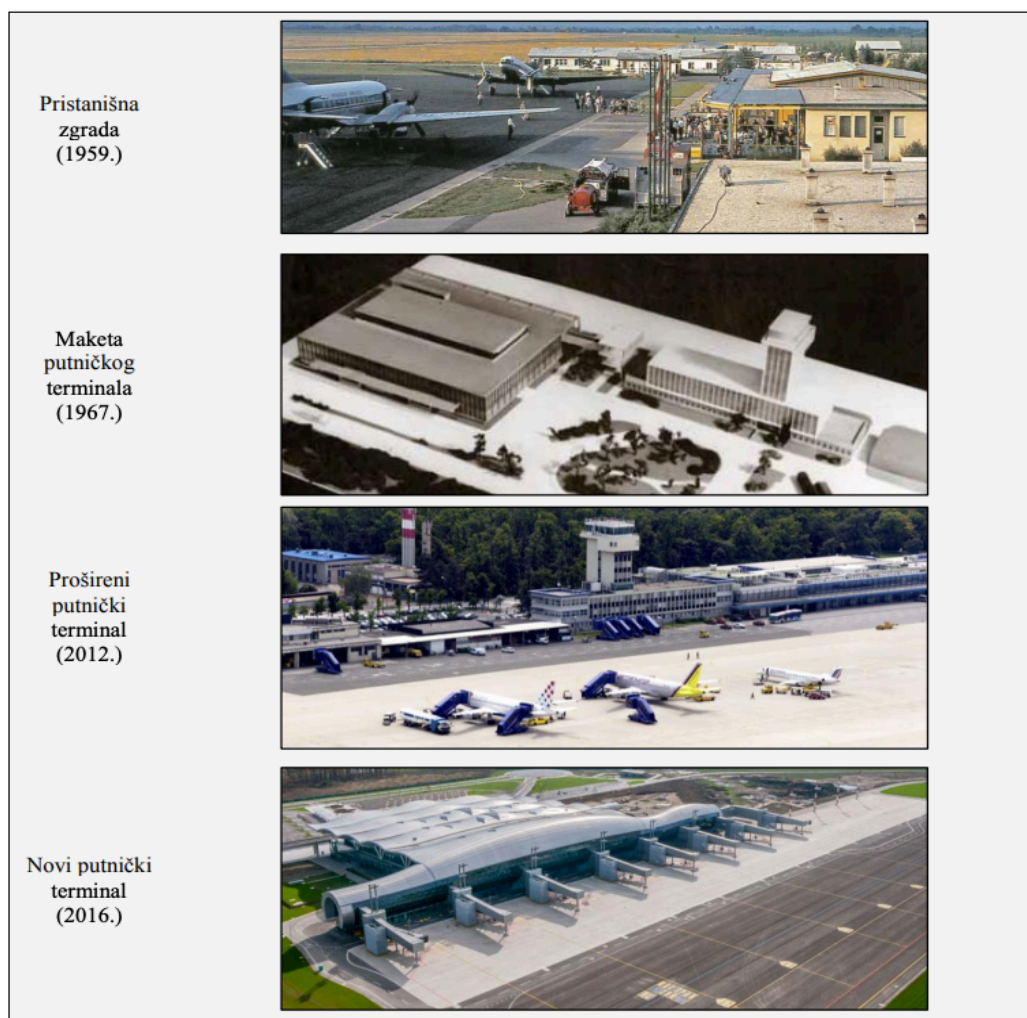 Pristanišna
zgrada
(1959.)
Maketa
putničkog
terminala
(1967.)
Prošireni
putnički
terminal
(2012.)
Novi putnički
terminal
(2016.)